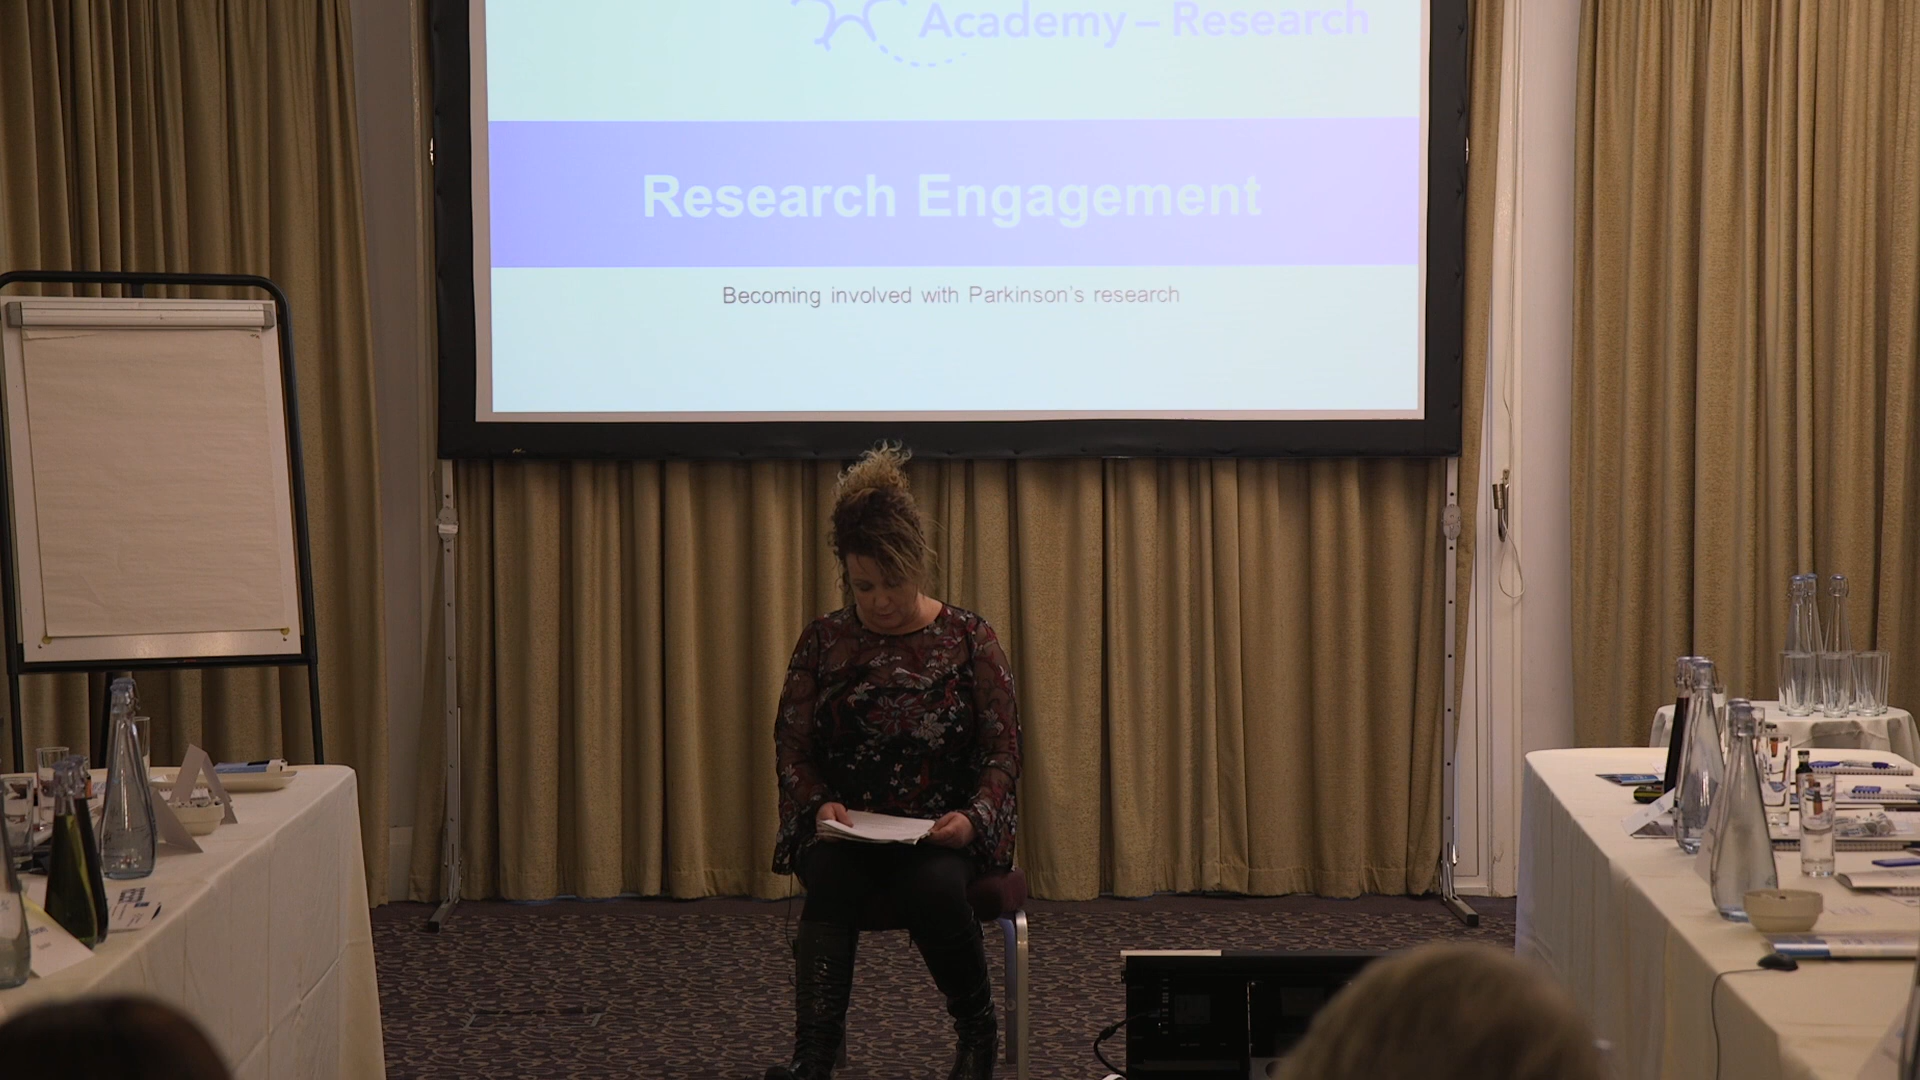 Academy – Research
Research Engagement
Becoming involved with Parkinson's research